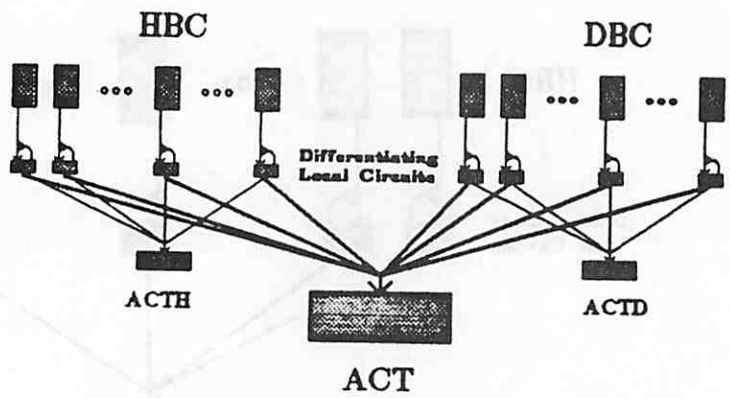 HBC
DBC
Differentiating
Local Circuits
ACTH
ACTD
ACT